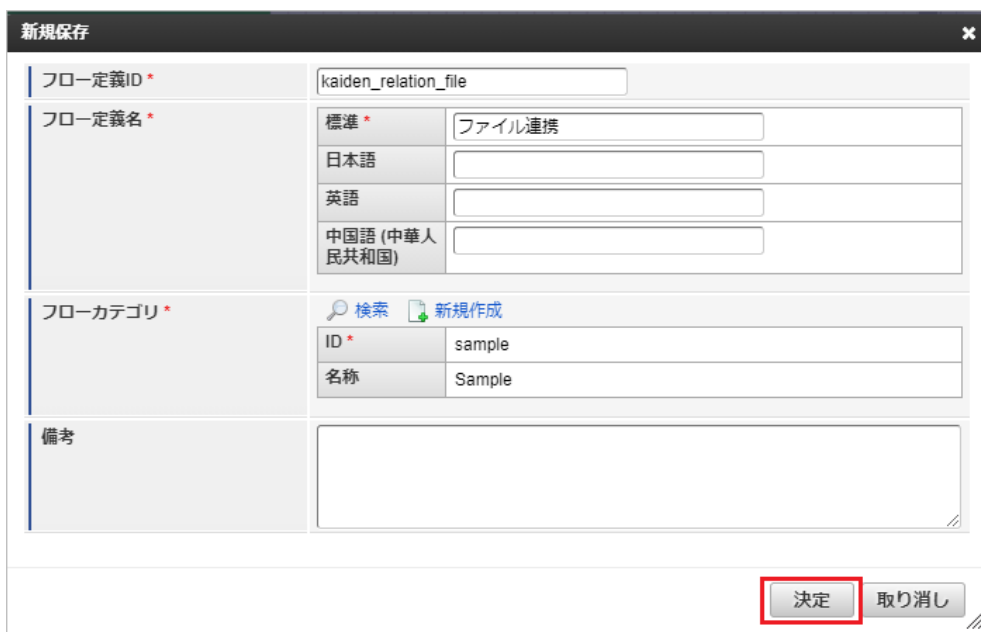 新規保存
フロー定義ID *
kaiden_relation_file
フロー定義名 *
標準 *
ファイル連携
日本語
英語
中国語 (中華人
民共和国)
フローカテゴリ *
検索 新規作成
ID *
sample
名称
Sample
備考
決定 取り消し